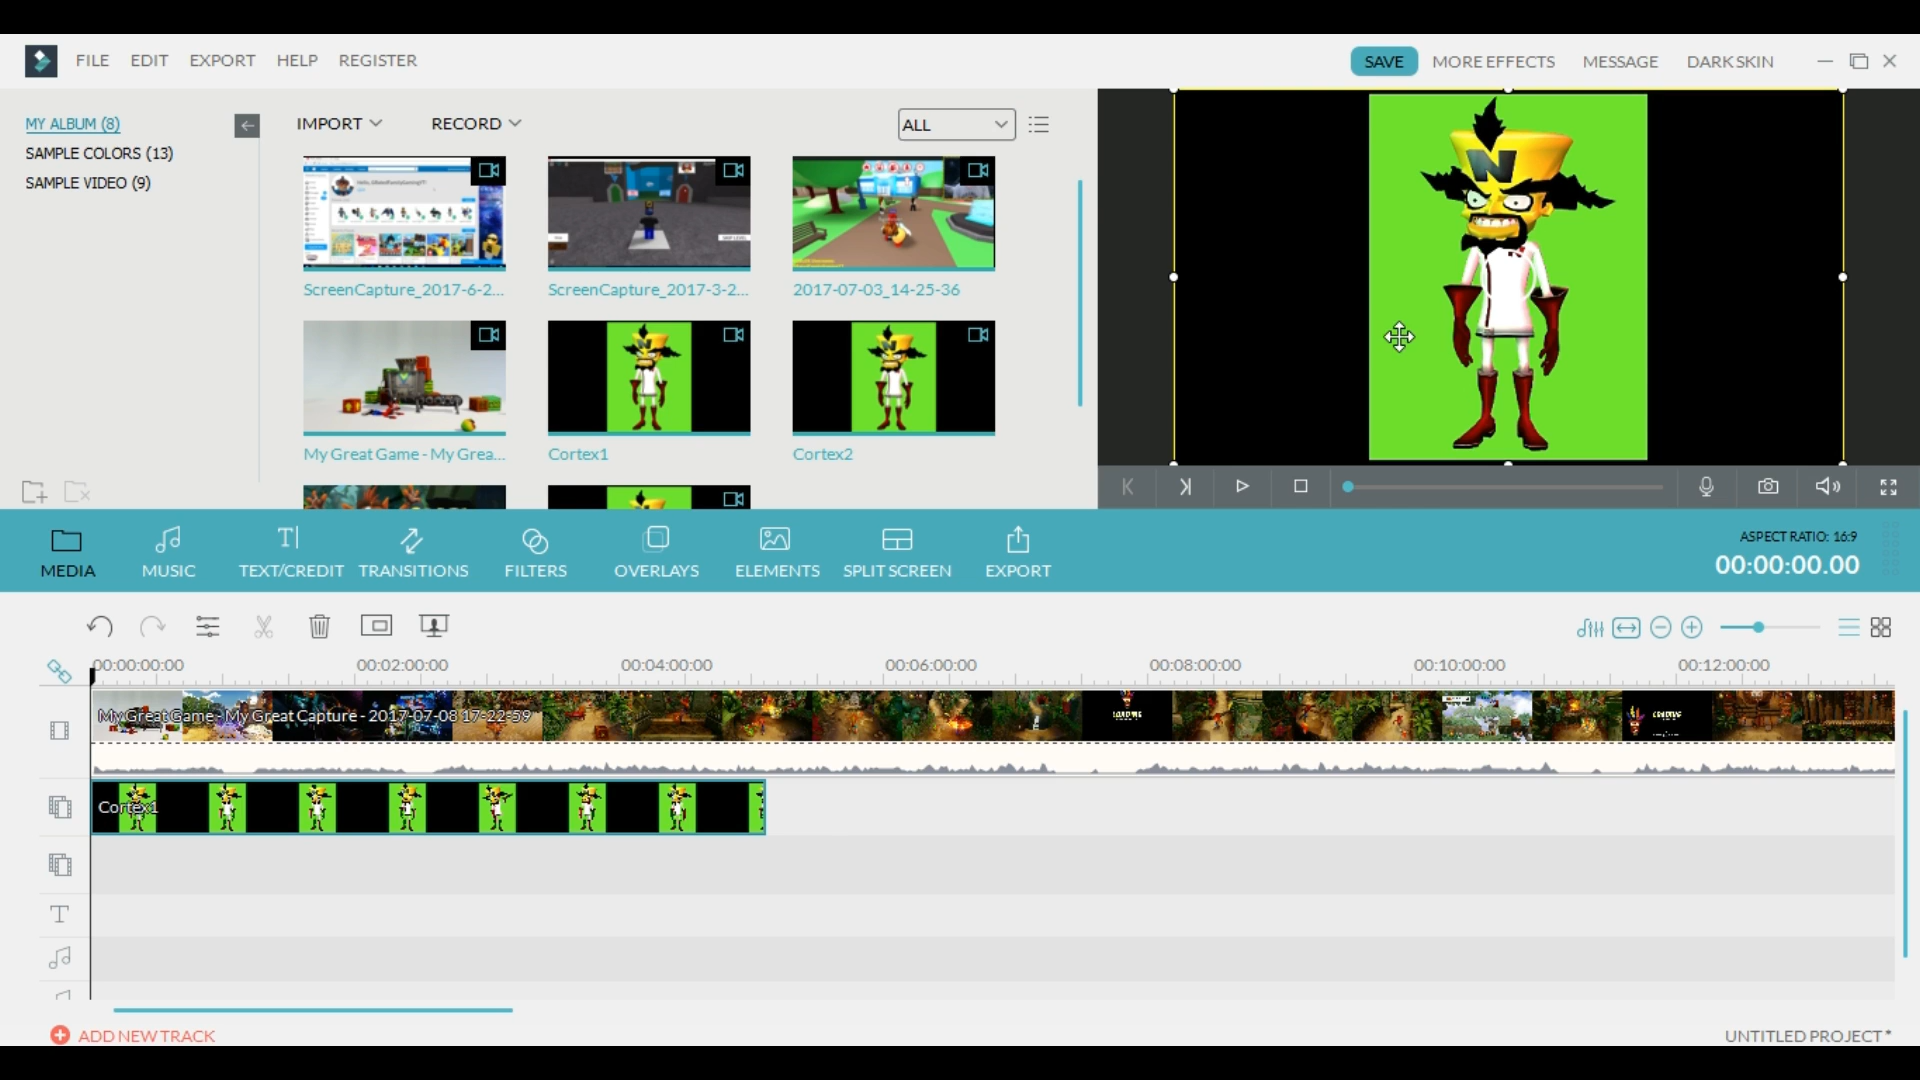 FILE EDIT EXPORT HELP REGISTER
SAVE MORE EFFECTS MESSAGE DARK SKIN
MY ALBUM (8)
SAMPLE COLORS (13)
SAMPLE VIDEO (9)
IMPORT RECORD ALL
ScreenCapture_2017-6-2... ScreenCapture_2017-3-2... 2017-07-03_14-25-36
My Great Game - My Grea... Cortex1 Cortex2
N
MEDIA MUSIC TEXT/CREDIT TRANSITIONS FILTERS OVERLAYS ELEMENTS SPLIT SCREEN EXPORT
ASPECT RATIO: 16:9
00:00:00.00
00:00:00:00 00:02:00:00 00:04:00:00 00:06:00:00 00:08:00:00 00:10:00:00 00:12:00:00
My Great Game - My Great Capture - 2017-07-08 17-22-59
LOADING
Cortex1
ADD NEW TRACK
UNTITLED PROJECT *